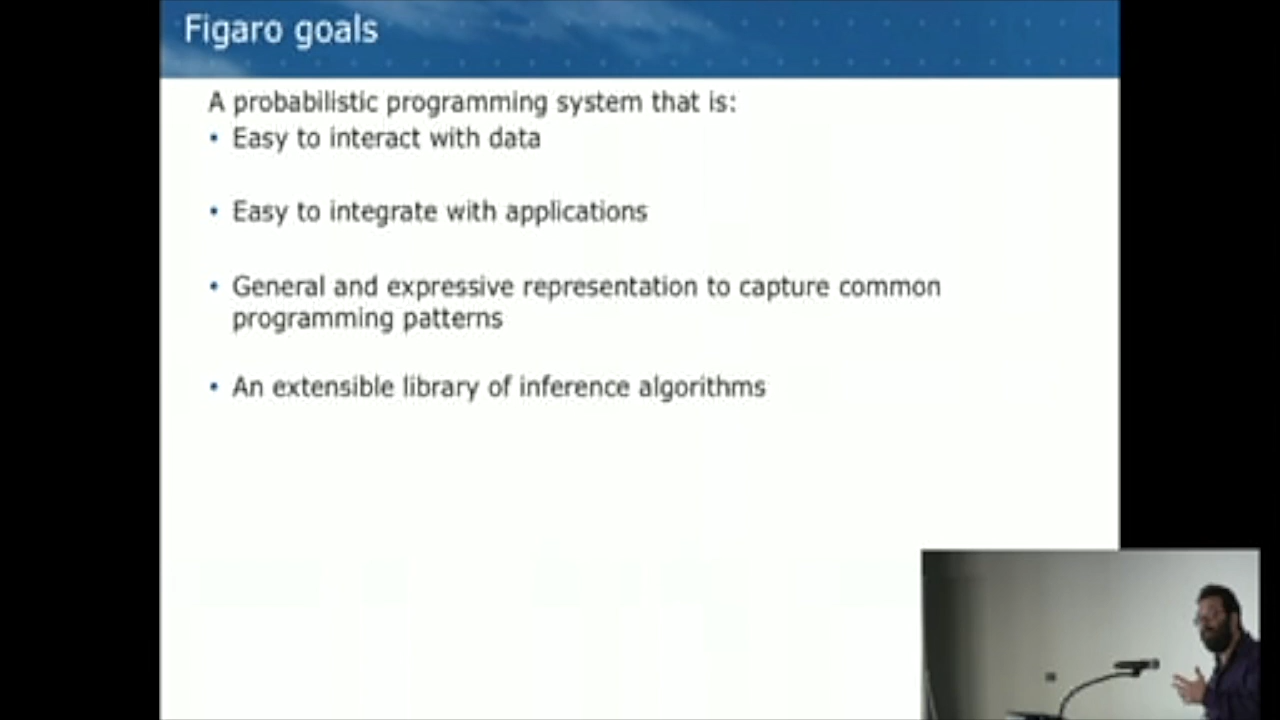 Figaro goals
A probabilistic programming system that is:
• Easy to interact with data
• Easy to integrate with applications
• General and expressive representation to capture common
programming patterns
• An extensible library of inference algorithms